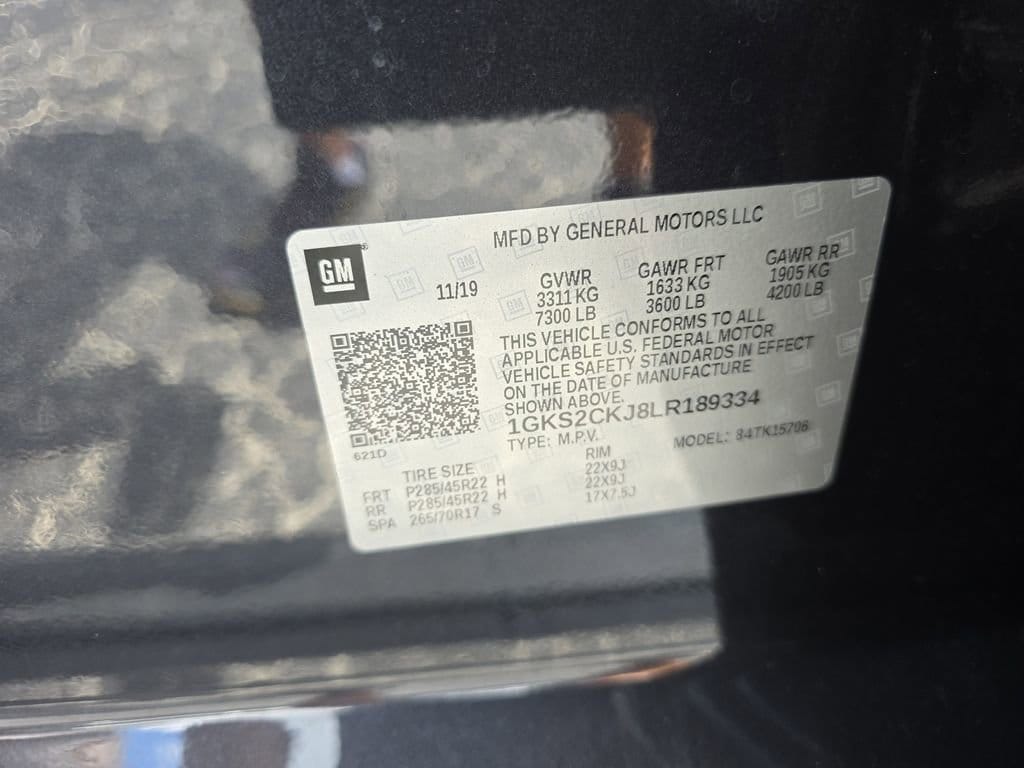 MFD BY GENERAL MOTORS LLC
GM®
11/19
GVWR
3311 KG
7300 LB
GAWR FRT
1633 KG
3600 LB
GAWR RR
1905 KG
4200 LB
THIS VEHICLE CONFORMS TO ALL
APPLICABLE U.S. FEDERAL MOTOR
VEHICLE SAFETY STANDARDS IN EFFECT
ON THE DATE OF MANUFACTURE
SHOWN ABOVE.
1GKS2CKJ8LR189334
TYPE: M.P.V. MODEL: 84TK15706
621D
TIRE SIZE RIM
FRT P285/45R22 H 22X9J
RR P285/45R22 H 22X9J
SPA 265/70R17 S 17X7.5J